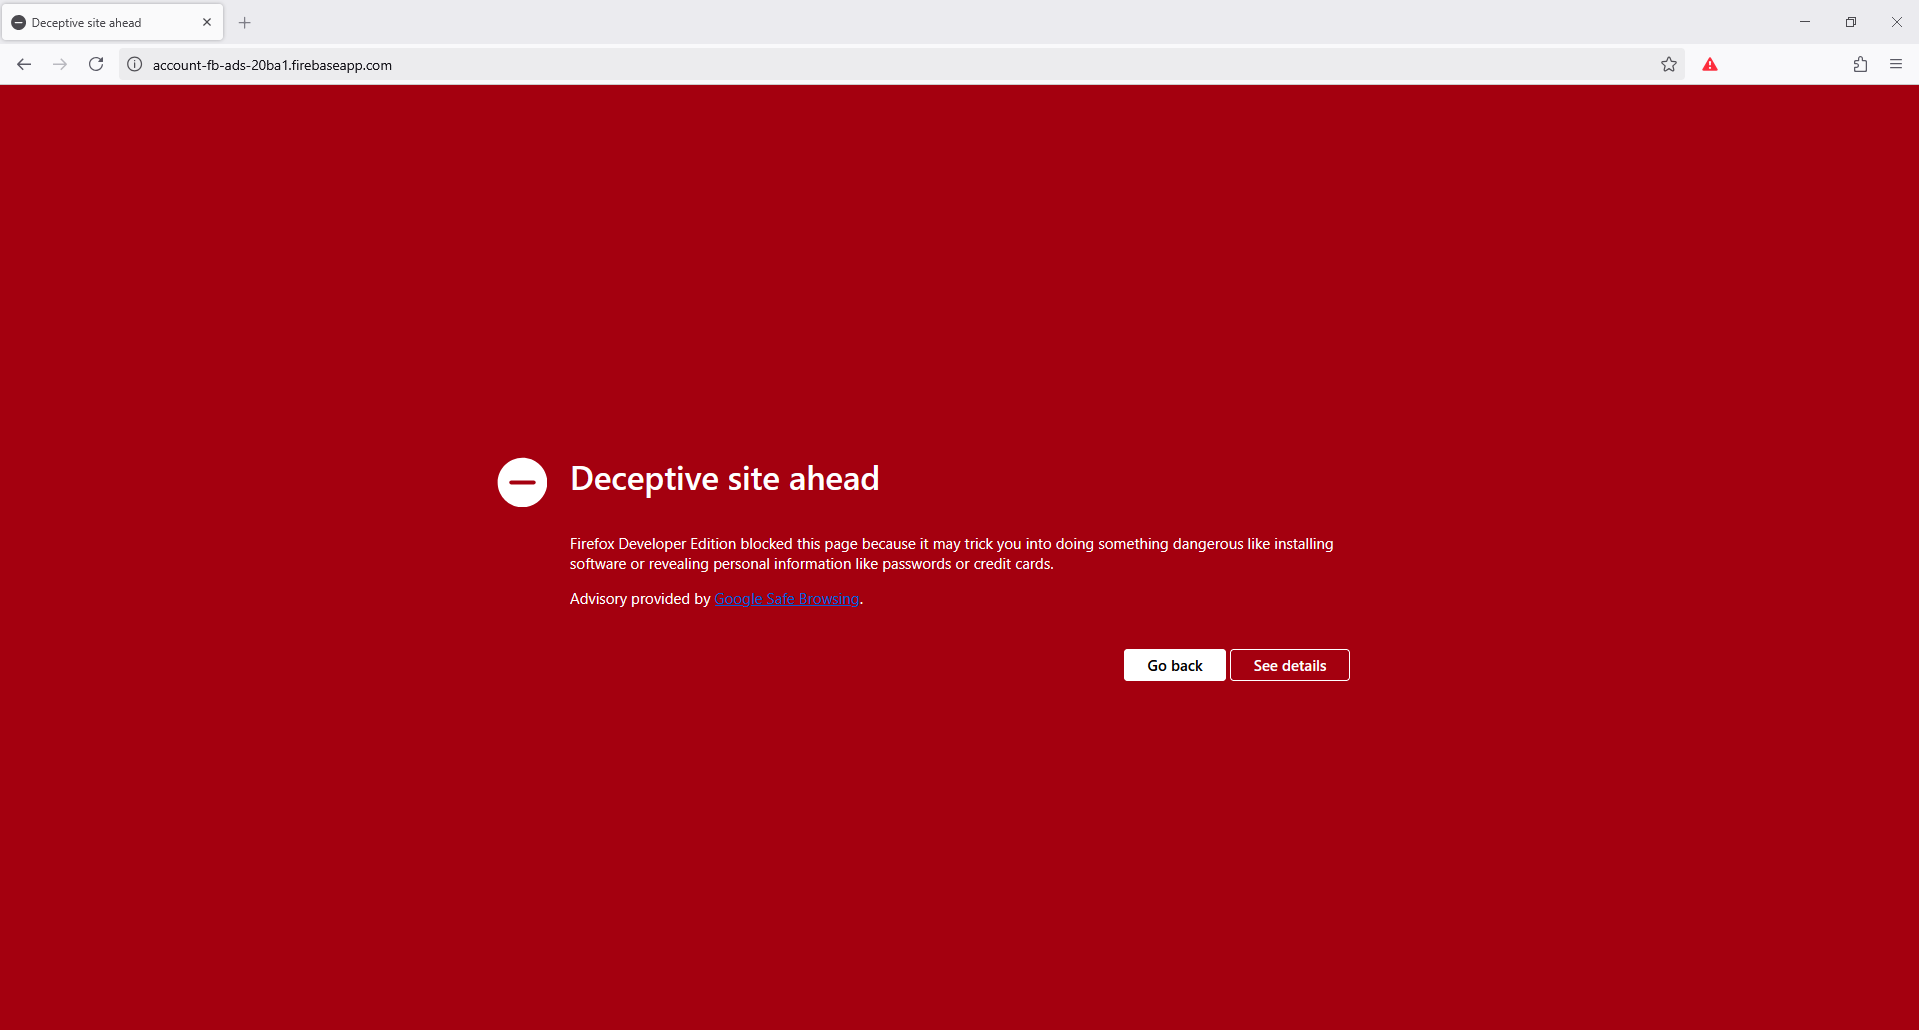 Deceptive site ahead
account-fb-ads-20ba1.firebaseapp.com
Deceptive site ahead
Firefox Developer Edition blocked this page because it may trick you into doing something dangerous like installing
software or revealing personal information like passwords or credit cards.
Advisory provided by Google Safe Browsing.
Go back
See details